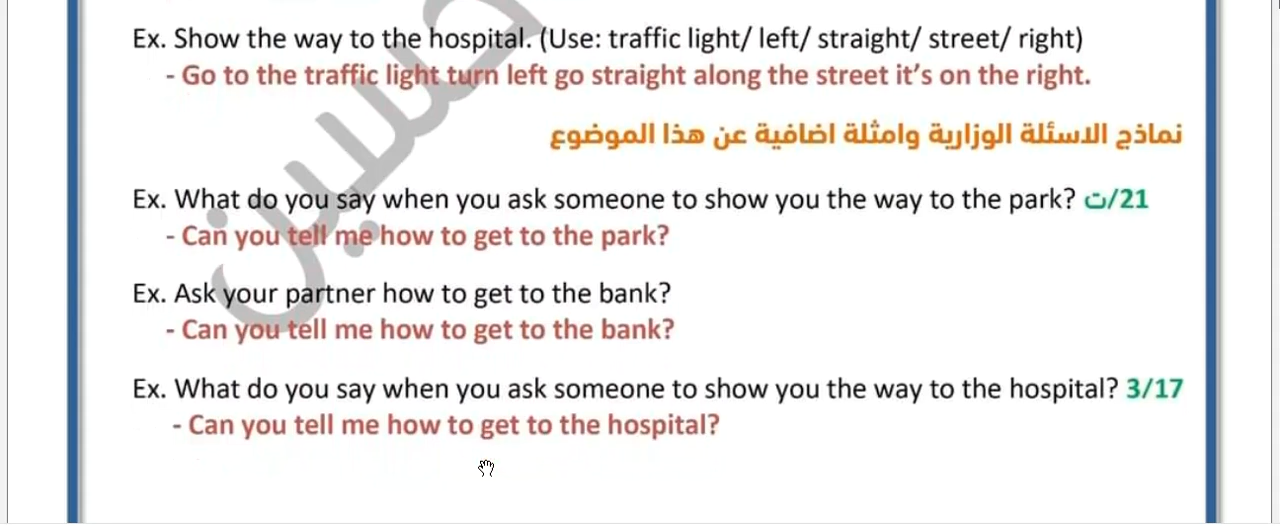 Ex. Show the way to the hospital. (Use: traffic light/ left/ straight/ street/ right)
- Go to the traffic light turn left go straight along the street it's on the right.
نماذج الاسئلة الوزارية وامثلة اضافية عن هذا الموضوع
Ex. What do you say when you ask someone to show you the way to the park? 21/ت
- Can you tell me how to get to the park?
Ex. Ask your partner how to get to the bank?
- Can you tell me how to get to the bank?
Ex. What do you say when you ask someone to show you the way to the hospital? 3/17
- Can you tell me how to get to the hospital?